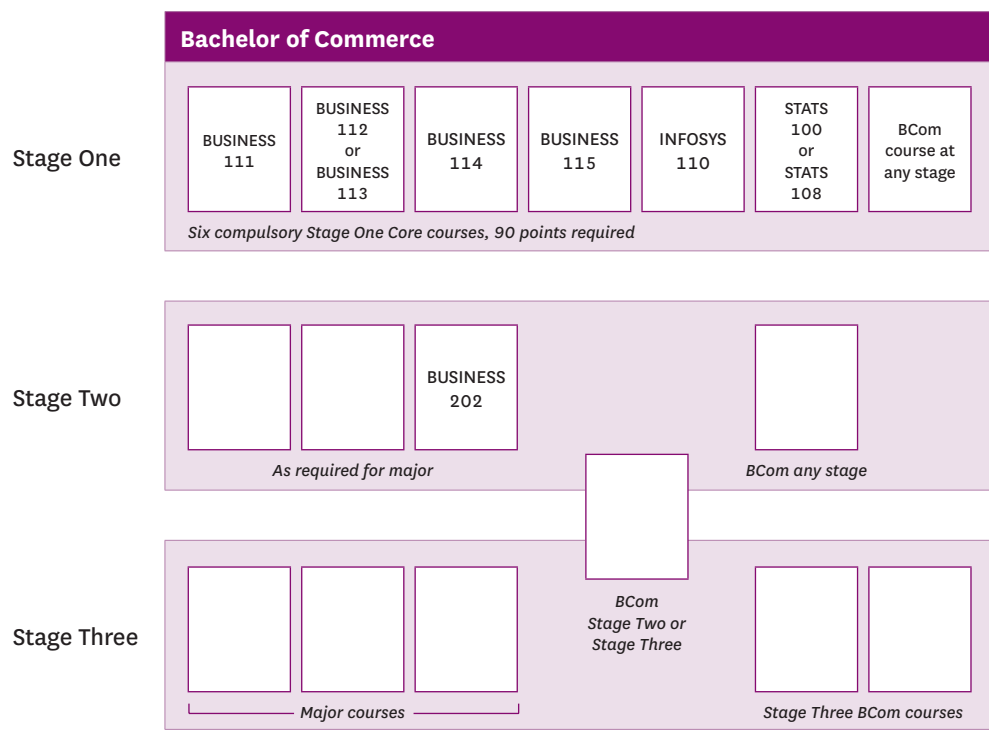 Bachelor of Commerce
Stage One
BUSINESS
111
BUSINESS
112
or
BUSINESS
113
BUSINESS
114
BUSINESS
115
INFOSYS
110
STATS
100
or
STATS
108
BCom
course at
any stage
Six compulsory Stage One Core courses, 90 points required
Stage Two
BUSINESS
202
As required for major
BCom any stage
BCom
Stage Two or
Stage Three
Stage Three
Major courses
Stage Three BCom courses